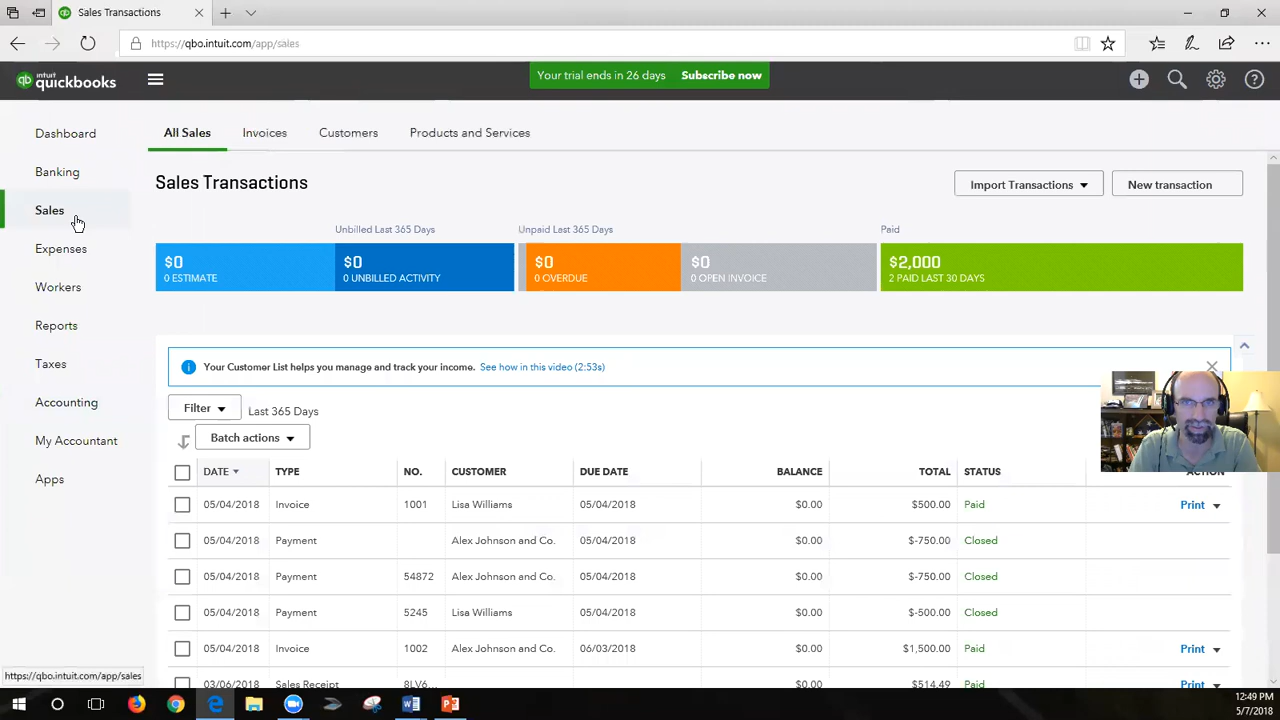 Sales Transactions
https://qbo.intuit.com/app/sales
qb intuit quickbooks
Your trial ends in 26 days Subscribe now
Dashboard
Banking
Sales
Expenses
Workers
Reports
Taxes
Accounting
My Accountant
Apps
All Sales Invoices Customers Products and Services
Sales Transactions
Import Transactions New transaction
Unbilled Last 365 Days Unpaid Last 365 Days Paid
$0 $0 $0 $0 $2,000
0 ESTIMATE 0 UNBILLED ACTIVITY 0 OVERDUE 0 OPEN INVOICE 2 PAID LAST 30 DAYS
Your Customer List helps you manage and track your income. See how in this video (2:53s)
Filter Last 365 Days
Batch actions
DATE TYPE NO. CUSTOMER DUE DATE BALANCE TOTAL STATUS ACTION
05/04/2018 Invoice 1001 Lisa Williams 05/04/2018 $0.00 $500.00 Paid Print
05/04/2018 Payment Alex Johnson and Co. 05/04/2018 $0.00 $-750.00 Closed
05/04/2018 Payment 54872 Alex Johnson and Co. 05/04/2018 $0.00 $-750.00 Closed
05/04/2018 Payment 5245 Lisa Williams 05/04/2018 $0.00 $-500.00 Closed
05/04/2018 Invoice 1002 Alex Johnson and Co. 06/03/2018 $0.00 $1,500.00 Paid Print
03/06/2018 Sales Receipt 8LV6... $0.00 $514.49 Paid Print
https://qbo.intuit.com/app/sales
12:49 PM
5/7/2018